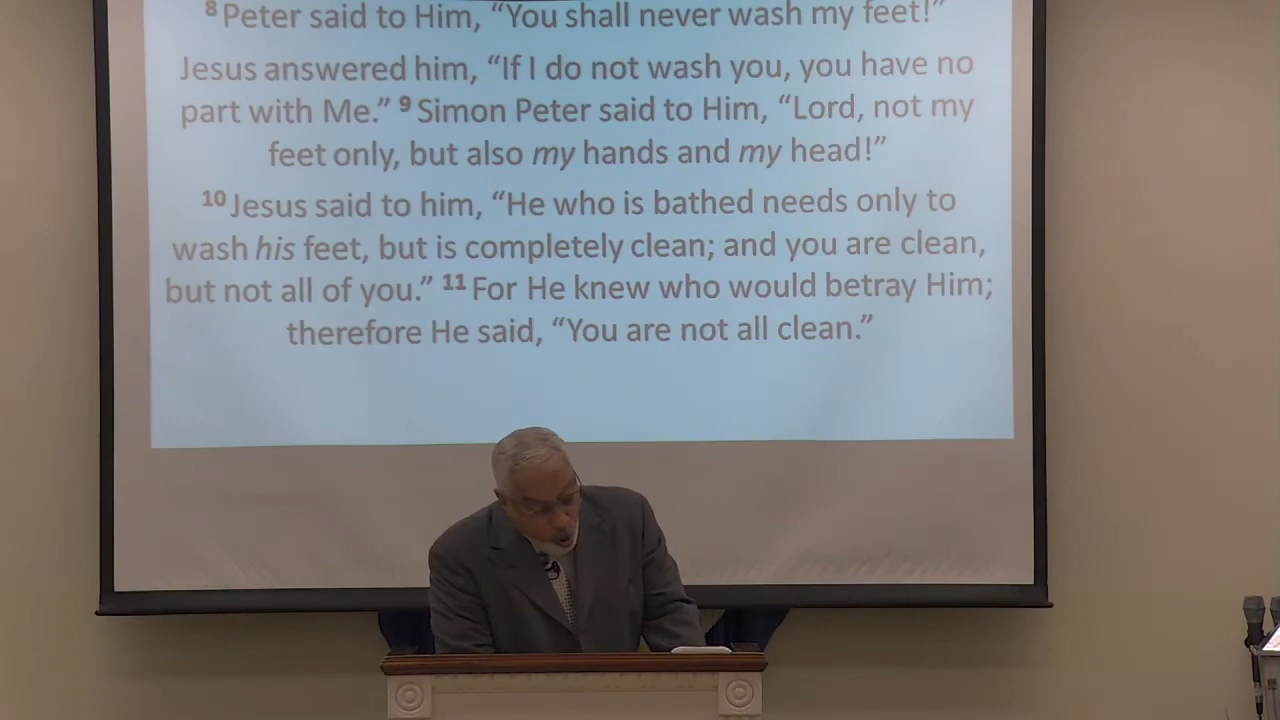 8 Peter said to Him, “You shall never wash my feet!”
Jesus answered him, “If I do not wash you, you have no
part with Me.” 9 Simon Peter said to Him, “Lord, not my
feet only, but also my hands and my head!”
10 Jesus said to him, “He who is bathed needs only to
wash his feet, but is completely clean; and you are clean,
but not all of you.” 11 For He knew who would betray Him;
therefore He said, “You are not all clean.”